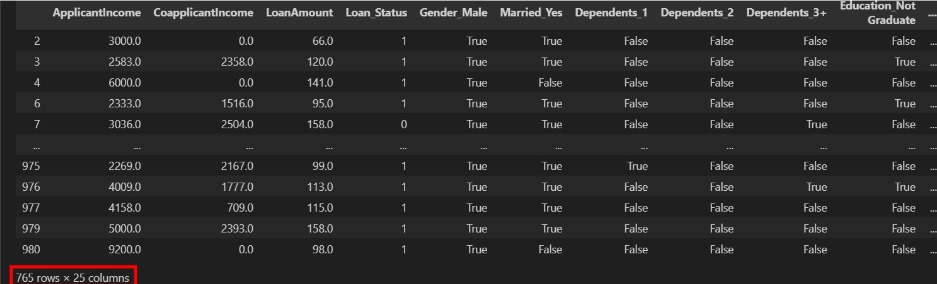 ApplicantIncome CoapplicantIncome LoanAmount Loan_Status Gender_Male Married_Yes Dependents_1 Dependents_2 Dependents_3+ Education_Not Graduate ...
2 3000.0 0.0 66.0 1 True True False False False False ...
3 2583.0 2358.0 120.0 1 True True False False False True ...
4 6000.0 0.0 141.0 1 True False False False False False ...
6 2333.0 1516.0 95.0 1 True True False False False True ...
7 3036.0 2504.0 158.0 0 True True False False True False ...
... ... ... ... ... ... ... ... ... ... ... ...
975 2269.0 2167.0 99.0 1 True True True False False False ...
976 4009.0 1777.0 113.0 1 True True False False True True ...
977 4158.0 709.0 115.0 1 True True False False False False ...
979 5000.0 2393.0 158.0 1 True True False False False False ...
980 9200.0 0.0 98.0 1 True False False False False False ...
765 rows × 25 columns